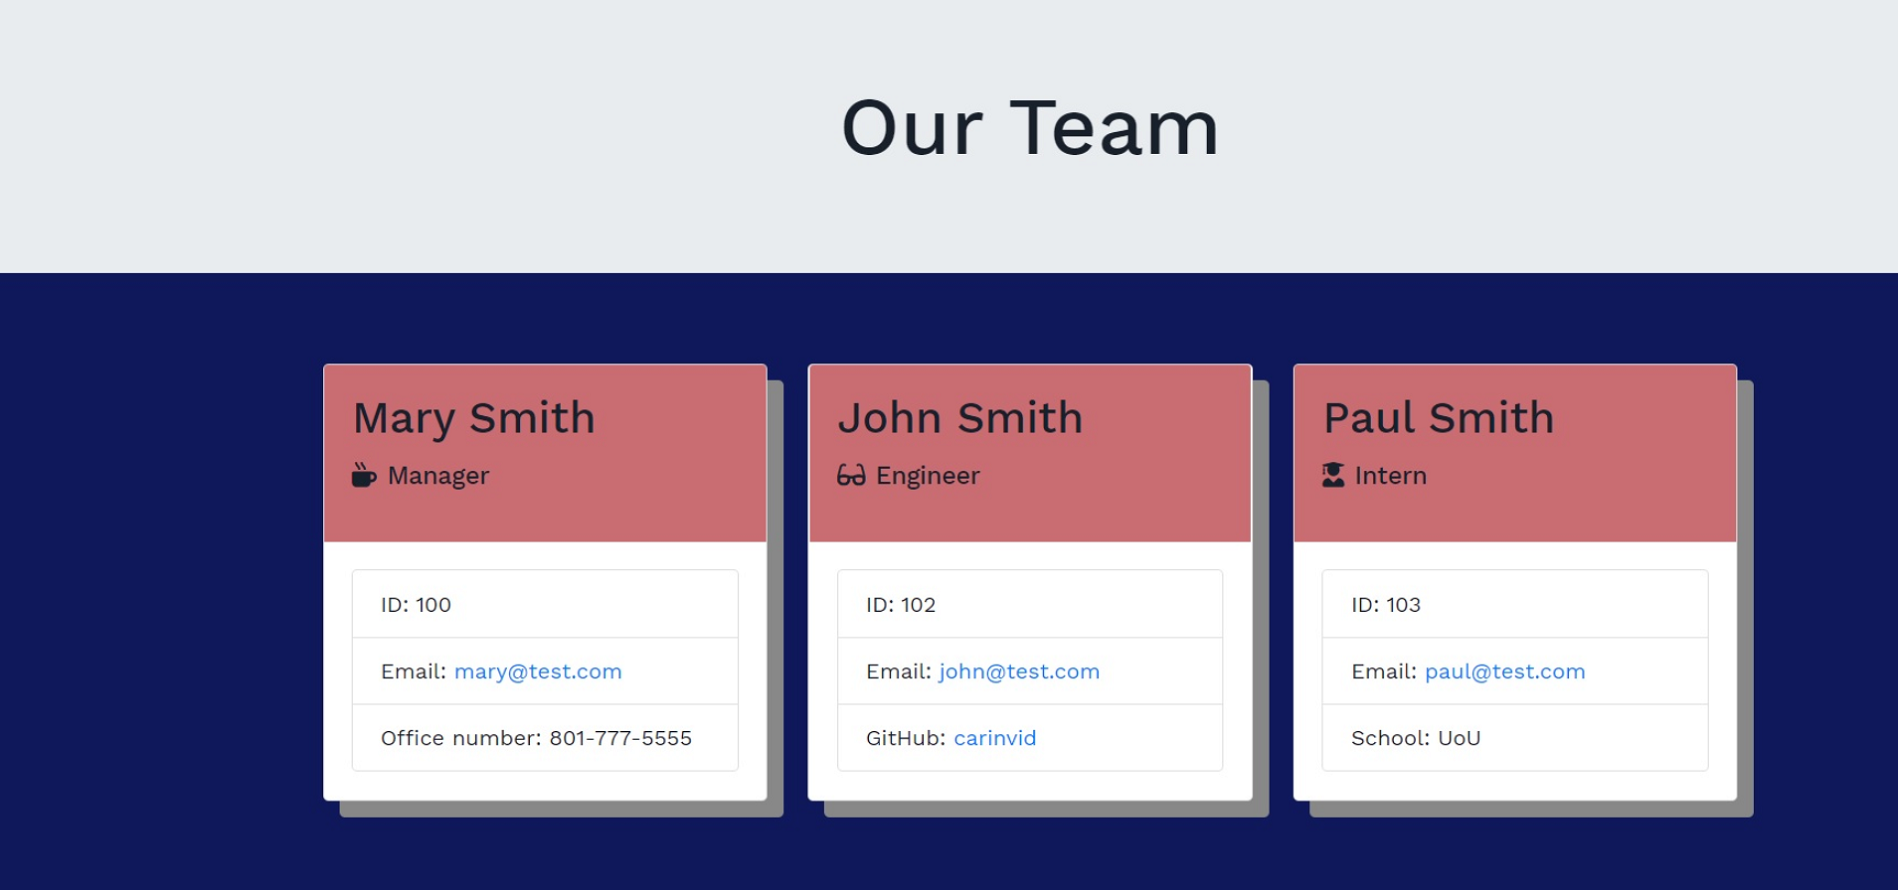 Our Team
Mary Smith
Manager
ID: 100
Email: mary@test.com
Office number: 801-777-5555
John Smith
Engineer
ID: 102
Email: john@test.com
GitHub: carinvid
Paul Smith
Intern
ID: 103
Email: paul@test.com
School: UoU